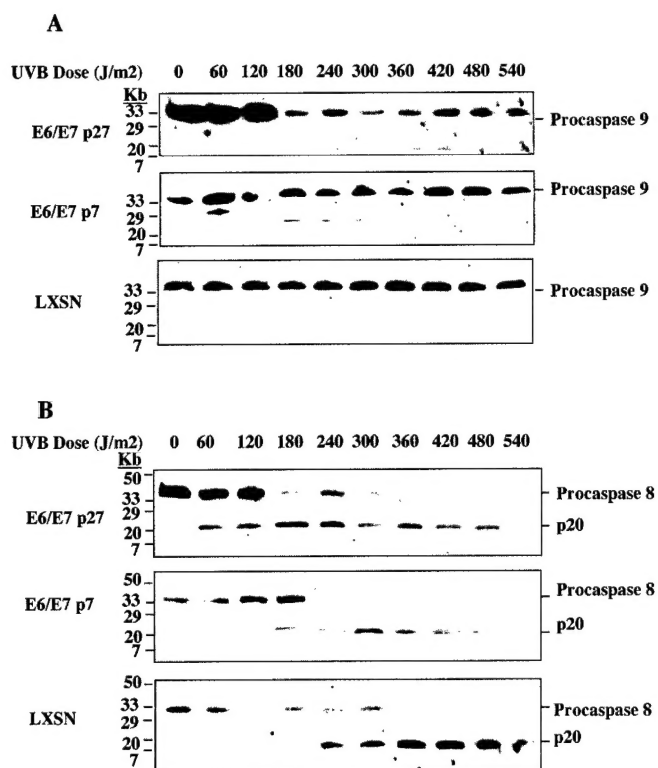 A
UVB Dose (J/m2) 0 60 120 180 240 300 360 420 480 540
Kb
33
29
20
7
E6/E7 p27
Procaspase 9
33
29
20
7
E6/E7 p7
Procaspase 9
33
29
20
7
LXSN
Procaspase 9
B
UVB Dose (J/m2) 0 60 120 180 240 300 360 420 480 540
Kb
50
33
29
20
7
E6/E7 p27
Procaspase 8
p20
50
33
29
20
7
E6/E7 p7
Procaspase 8
p20
50
33
29
20
7
LXSN
Procaspase 8
p20